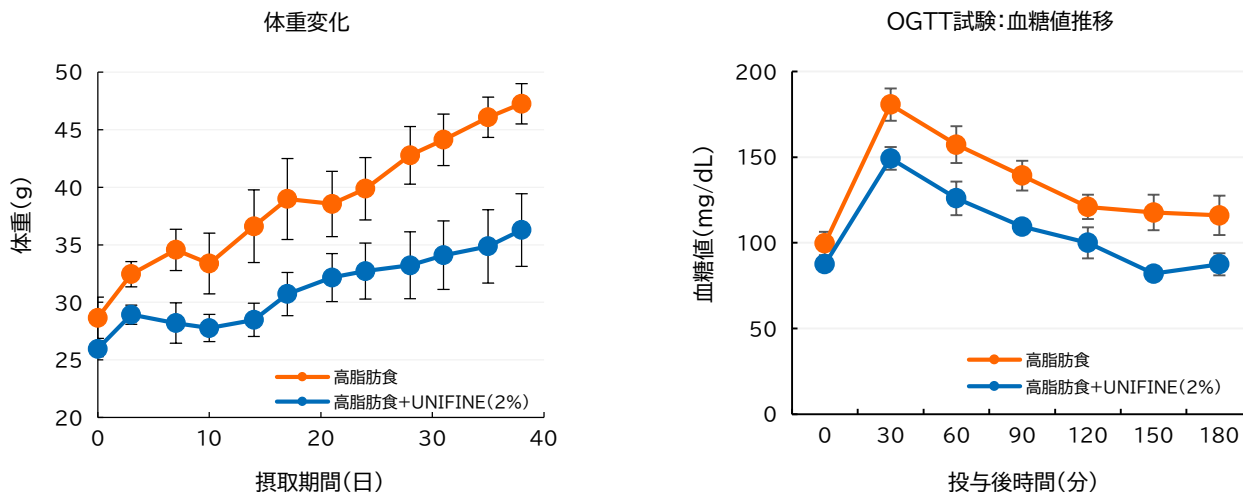 体重変化
50
45
40
35
30
25
20
体重(g)
高脂肪食
高脂肪食+UNIFINE(2%)
0 10 20 30 40
摂取期間(日)
OGTT試験:血糖値推移
200
150
100
50
0
血糖値(mg/dL)
高脂肪食
高脂肪食+UNIFINE(2%)
0 30 60 90 120 150 180
投与後時間(分)